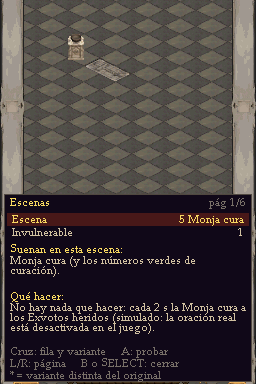 Escenas pág 1/6
Escena 5 Monja cura
Invulnerable 1
Suenan en esta escena:
Monja cura (y los números verdes de
curación).
Qué hacer:
No hay nada que hacer: cada 2 s la Monja cura a
los Exvotos heridos (simulado: la oración real
está desactivada en el juego).
Cruz: fila y variante A: probar
L/R: página B o SELECT: cerrar
* = variante distinta del original